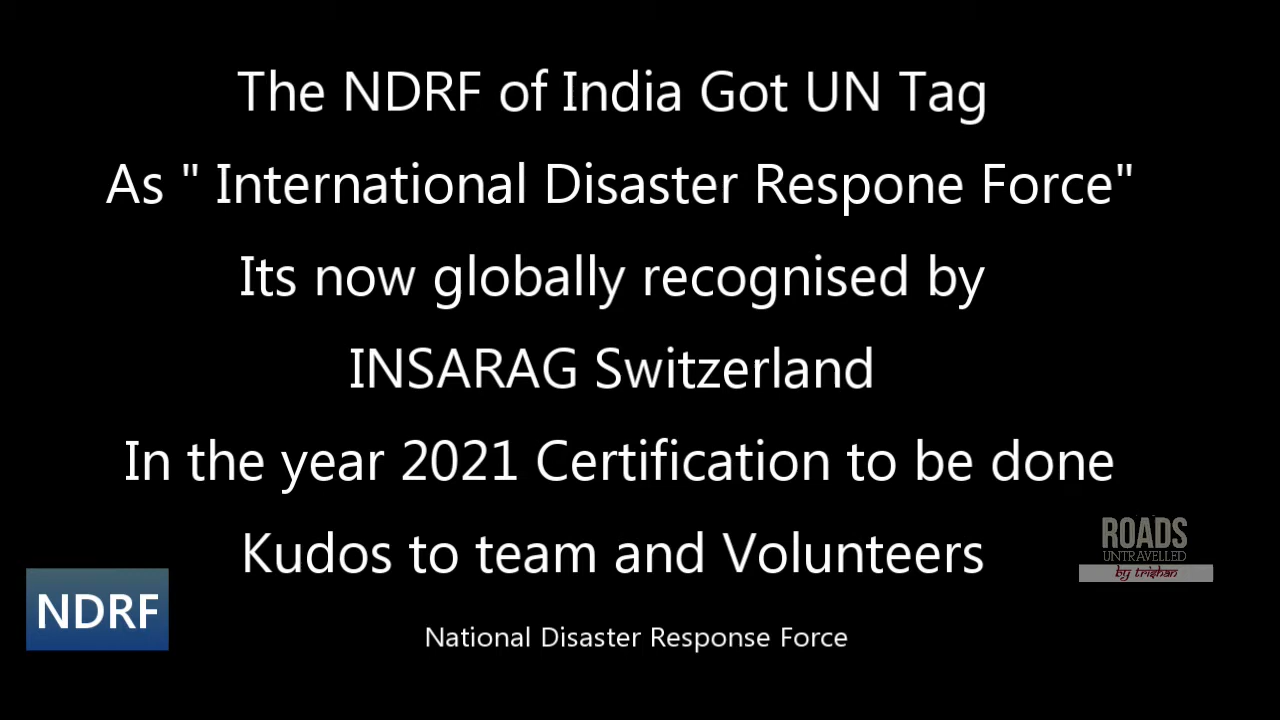 The NDRF of India Got UN Tag
As " International Disaster Respone Force"
Its now globally recognised by
INSARAG Switzerland
In the year 2021 Certification to be done
Kudos to team and Volunteers
ROADS
UNTRAVELLED
by trishan
NDRF
National Disaster Response Force